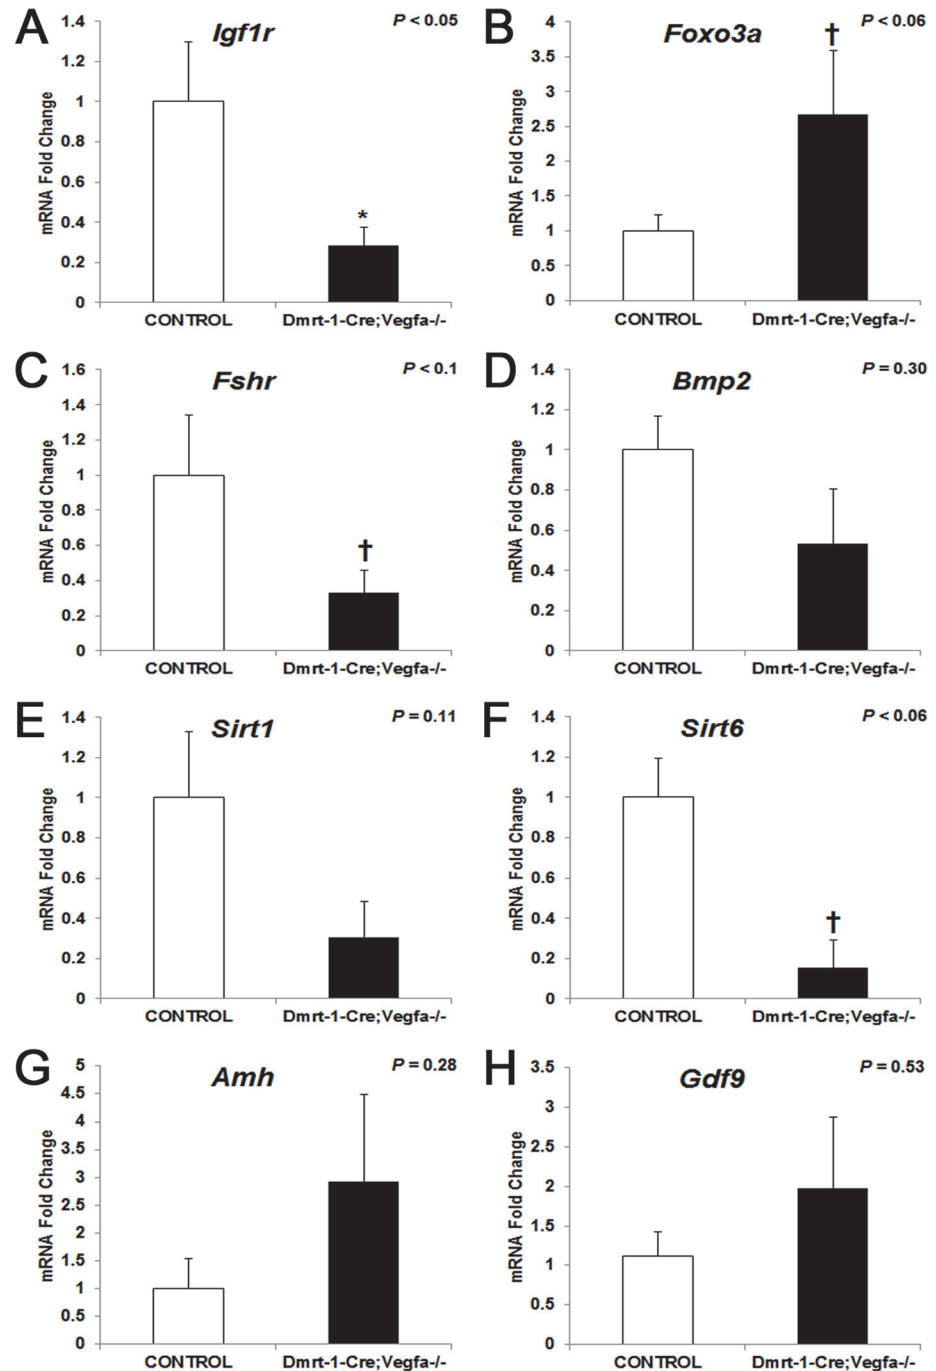 A
Igf1r
P < 0.05
mRNA Fold Change
1.4
1.2
1
0.8
0.6
0.4
0.2
0
*
CONTROL
Dmrt-1-Cre;Vegfa-/-
B
Foxo3a
P < 0.06
mRNA Fold Change
4
3.5
3
2.5
2
1.5
1
0.5
0
†
CONTROL
Dmrt-1-Cre;Vegfa-/-
C
Fshr
P < 0.1
mRNA Fold Change
1.6
1.4
1.2
1
0.8
0.6
0.4
0.2
0
†
CONTROL
Dmrt-1-Cre;Vegfa-/-
D
Bmp2
P = 0.30
mRNA Fold Change
1.4
1.2
1
0.8
0.6
0.4
0.2
0
CONTROL
Dmrt-1-Cre;Vegfa-/-
E
Sirt1
P = 0.11
mRNA Fold Change
1.4
1.2
1
0.8
0.6
0.4
0.2
0
CONTROL
Dmrt-1-Cre;Vegfa-/-
F
Sirt6
P < 0.06
mRNA Fold Change
1.4
1.2
1
0.8
0.6
0.4
0.2
0
†
CONTROL
Dmrt-1-Cre;Vegfa-/-
G
Amh
P = 0.28
mRNA Fold Change
5
4.5
4
3.5
3
2.5
2
1.5
1
0.5
0
CONTROL
Dmrt-1-Cre;Vegfa-/-
H
Gdf9
P = 0.53
mRNA Fold Change
3.5
3
2.5
2
1.5
1
0.5
0
CONTROL
Dmrt-1-Cre;Vegfa-/-